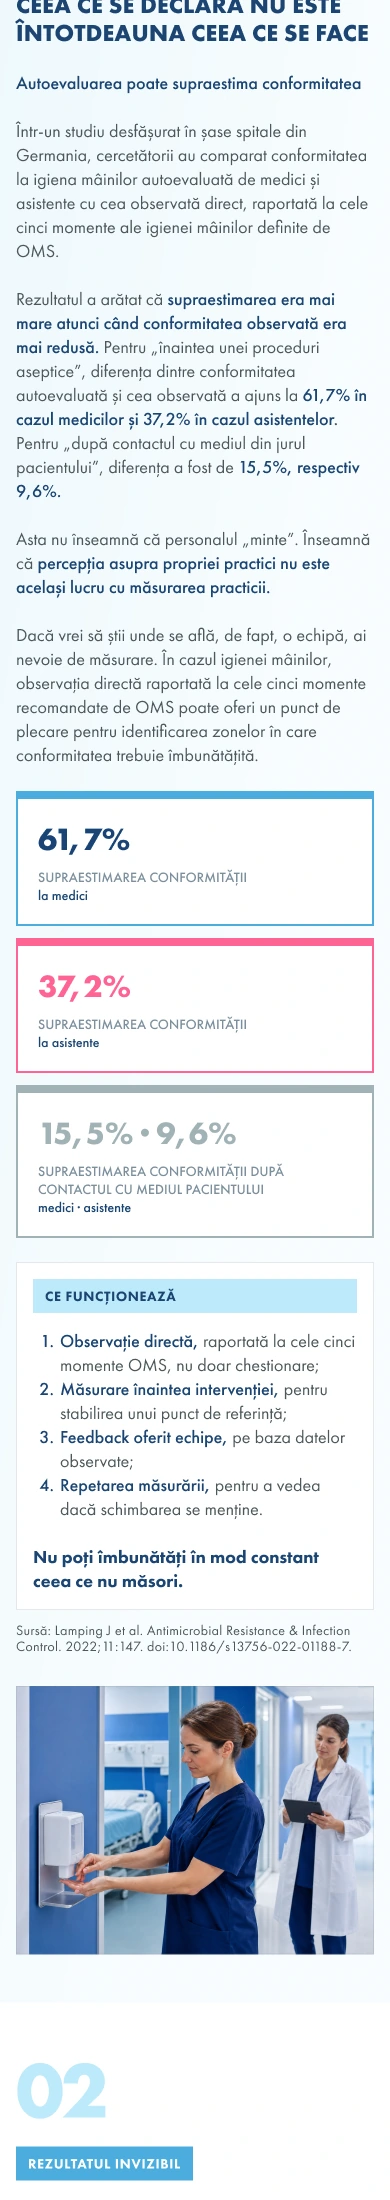 CEEA CE SE DECLARĂ NU ESTE
ÎNTOTDEAUNA CEEA CE SE FACE
Autoevaluarea poate supraestima conformitatea
Într-un studiu desfășurat în șase spitale din
Germania, cercetătorii au comparat conformitatea
la igiena mâinilor autoevaluată de medici și
asistente cu cea observată direct, raportată la cele
cinci momente ale igienei mâinilor definite de
OMS.
Rezultatul a arătat că supraestimarea era mai
mare atunci când conformitatea observată era
mai redusă. Pentru „înaintea unei proceduri
aseptice”, diferența dintre conformitatea
autoevaluată și cea observată a ajuns la 61,7% în
cazul medicilor și 37,2% în cazul asistentelor.
Pentru „după contactul cu mediul din jurul
pacientului”, diferența a fost de 15,5%, respectiv
9,6%.
Asta nu înseamnă că personalul „minte”. Înseamnă
că percepția asupra propriei practici nu este
același lucru cu măsurarea practicii.
Dacă vrei să știi unde se află, de fapt, o echipă, ai
nevoie de măsurare. În cazul igienei mâinilor,
observația directă raportată la cele cinci momente
recomandate de OMS poate oferi un punct de
plecare pentru identificarea zonelor în care
conformitatea trebuie îmbunătățită.
61,7%
SUPRAESTIMAREA CONFORMITĂȚII
la medici
37,2%
SUPRAESTIMAREA CONFORMITĂȚII
la asistente
15,5% • 9,6%
SUPRAESTIMAREA CONFORMITĂȚII DUPĂ
CONTACTUL CU MEDIUL PACIENTULUI
medici · asistente
CE FUNCȚIONEAZĂ
1. Observație directă, raportată la cele cinci
momente OMS, nu doar chestionare;
2. Măsurare înaintea intervenției, pentru
stabilirea unui punct de referință;
3. Feedback oferit echipe, pe baza datelor
observate;
4. Repetarea măsurării, pentru a vedea
dacă schimbarea se menține.
Nu poți îmbunătăți în mod constant
ceea ce nu măsori.
Sursă: Lamping J et al. Antimicrobial Resistance & Infection
Control. 2022;11:147. doi:10.1186/s13756-022-01188-7.
02
REZULTATUL INVIZIBIL